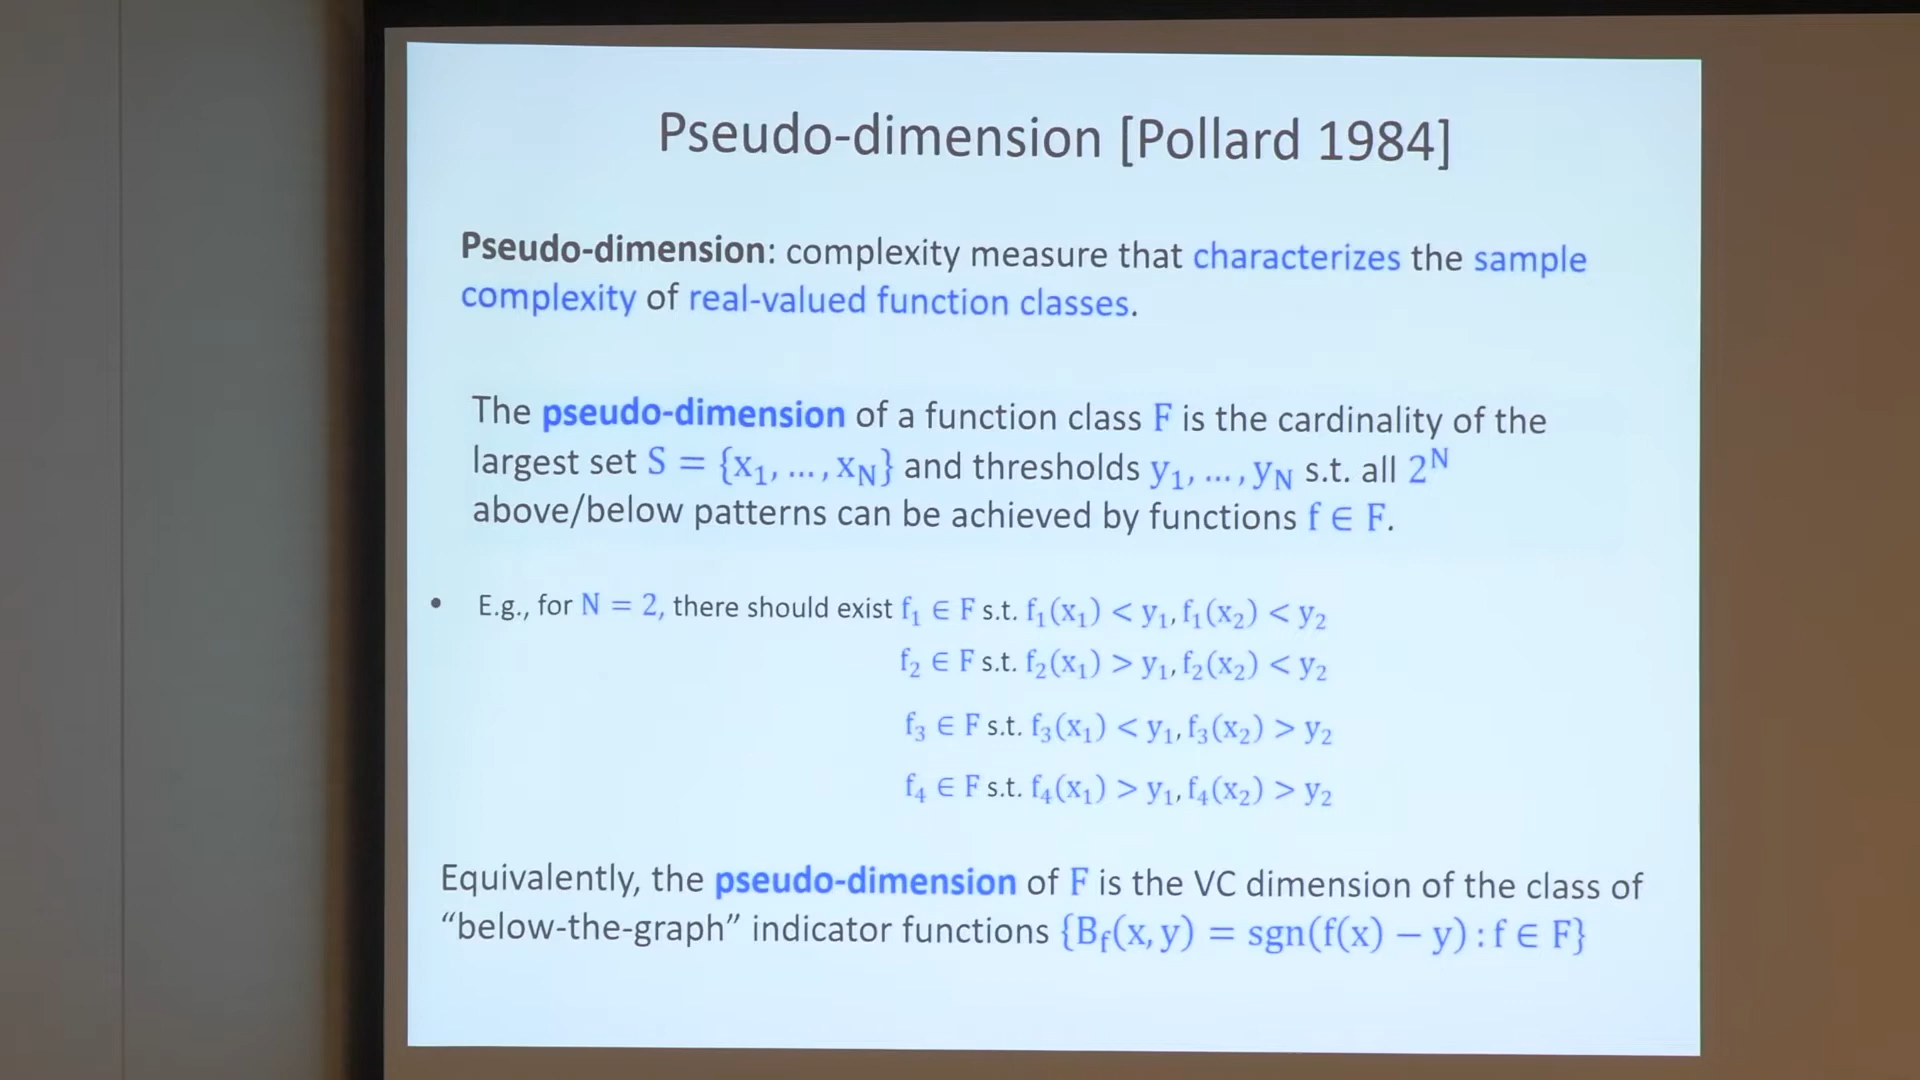 Pseudo-dimension [Pollard 1984]
Pseudo-dimension: complexity measure that characterizes the sample
complexity of real-valued function classes.
The pseudo-dimension of a function class F is the cardinality of the
largest set S = {x₁, …, x_N} and thresholds y₁, …, y_N s.t. all 2^N
above/below patterns can be achieved by functions f ∈ F.
• E.g., for N = 2, there should exist f₁ ∈ F s.t. f₁(x₁) < y₁, f₁(x₂) < y₂
f₂ ∈ F s.t. f₂(x₁) > y₁, f₂(x₂) < y₂
f₃ ∈ F s.t. f₃(x₁) < y₁, f₃(x₂) > y₂
f₄ ∈ F s.t. f₄(x₁) > y₁, f₄(x₂) > y₂
Equivalently, the pseudo-dimension of F is the VC dimension of the class of
“below-the-graph” indicator functions {B_f(x, y) = sgn(f(x) − y) : f ∈ F}